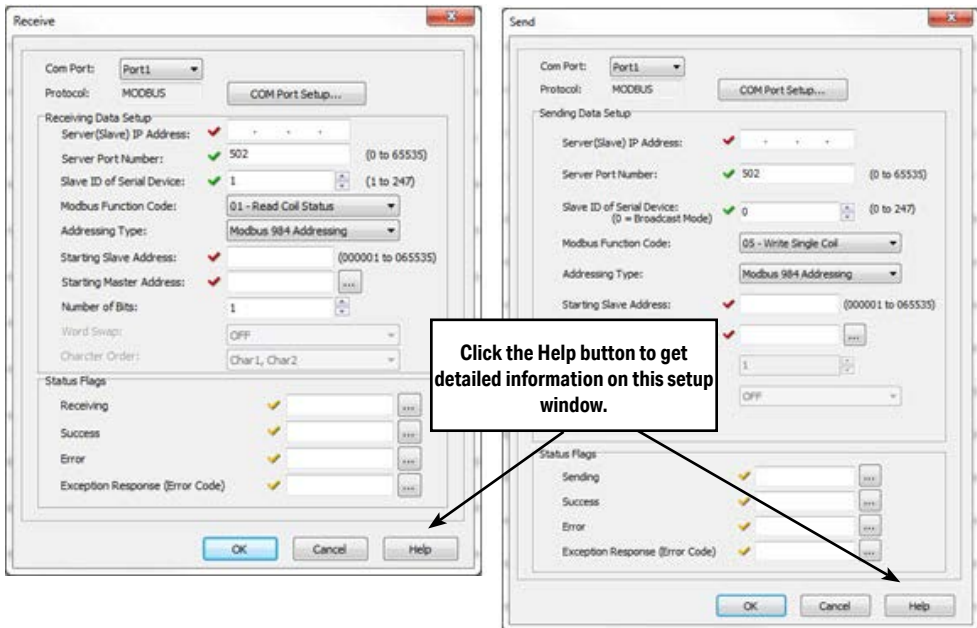 Receive
Com Port: Port1
Protocol: MODBUS COM Port Setup...
Receiving Data Setup
Server(Slave) IP Address: . . .
Server Port Number: 502 (0 to 65535)
Slave ID of Serial Device: 1 (1 to 247)
Modbus Function Code: 01 - Read Coil Status
Addressing Type: Modbus 984 Addressing
Starting Slave Address: (000001 to 065535)
Starting Master Address: ...
Number of Bits: 1
Word Swap: OFF
Charcter Order: Char1, Char2
Status Flags
Receiving ...
Success ...
Error ...
Exception Response (Error Code) ...
OK Cancel Help
Send
Com Port: Port1
Protocol: MODBUS COM Port Setup...
Sending Data Setup
Server(Slave) IP Address: . . .
Server Port Number: 502 (0 to 65535)
Slave ID of Serial Device: 0 (0 to 247)
(0 = Broadcast Mode)
Modbus Function Code: 05 - Write Single Coil
Addressing Type: Modbus 984 Addressing
Starting Slave Address: (000001 to 065535)
...
1
OFF
Status Flags
Sending ...
Success ...
Error ...
Exception Response (Error Code) ...
OK Cancel Help
Click the Help button to get
detailed information on this setup
window.